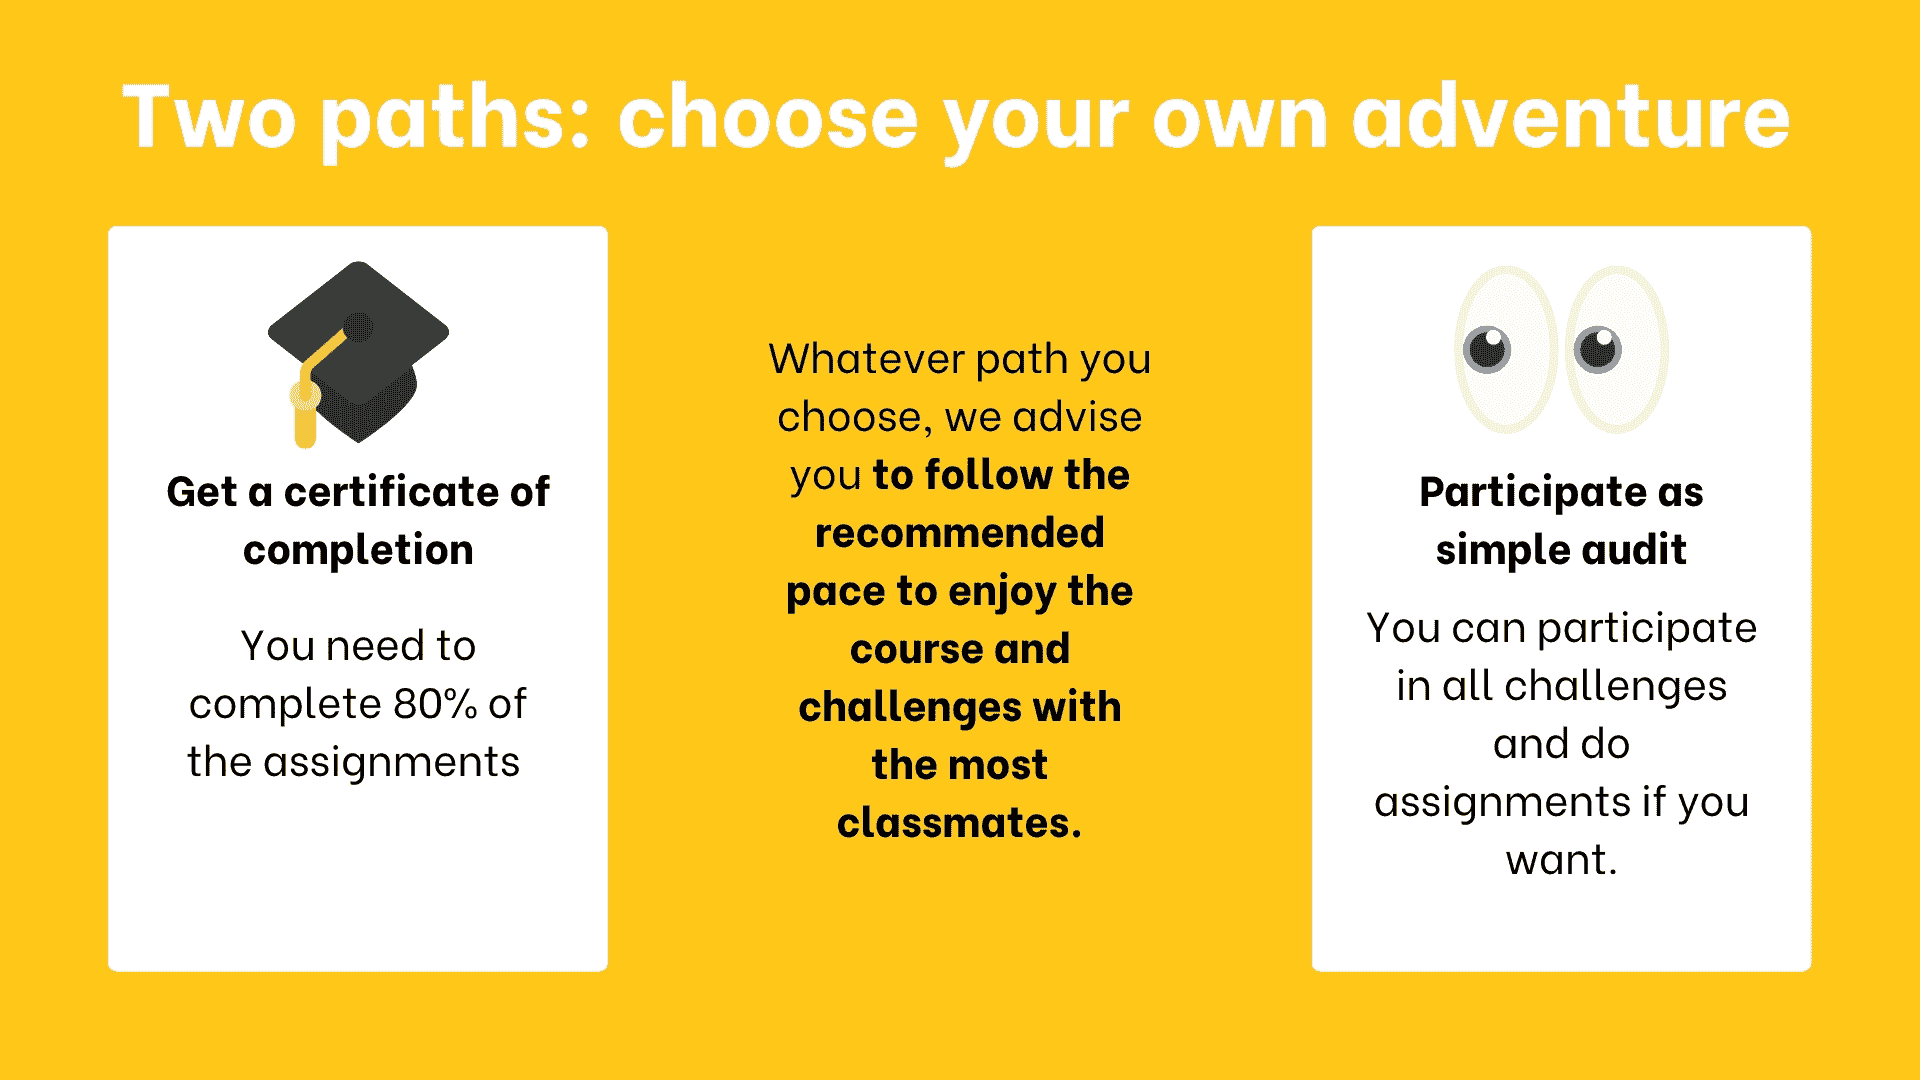 Two paths: choose your own adventure
Get a certificate of
completion
You need to
complete 80% of
the assignments
Whatever path you
choose, we advise
you to follow the
recommended
pace to enjoy the
course and
challenges with
the most
classmates.
Participate as
simple audit
You can participate
in all challenges
and do
assignments if you
want.